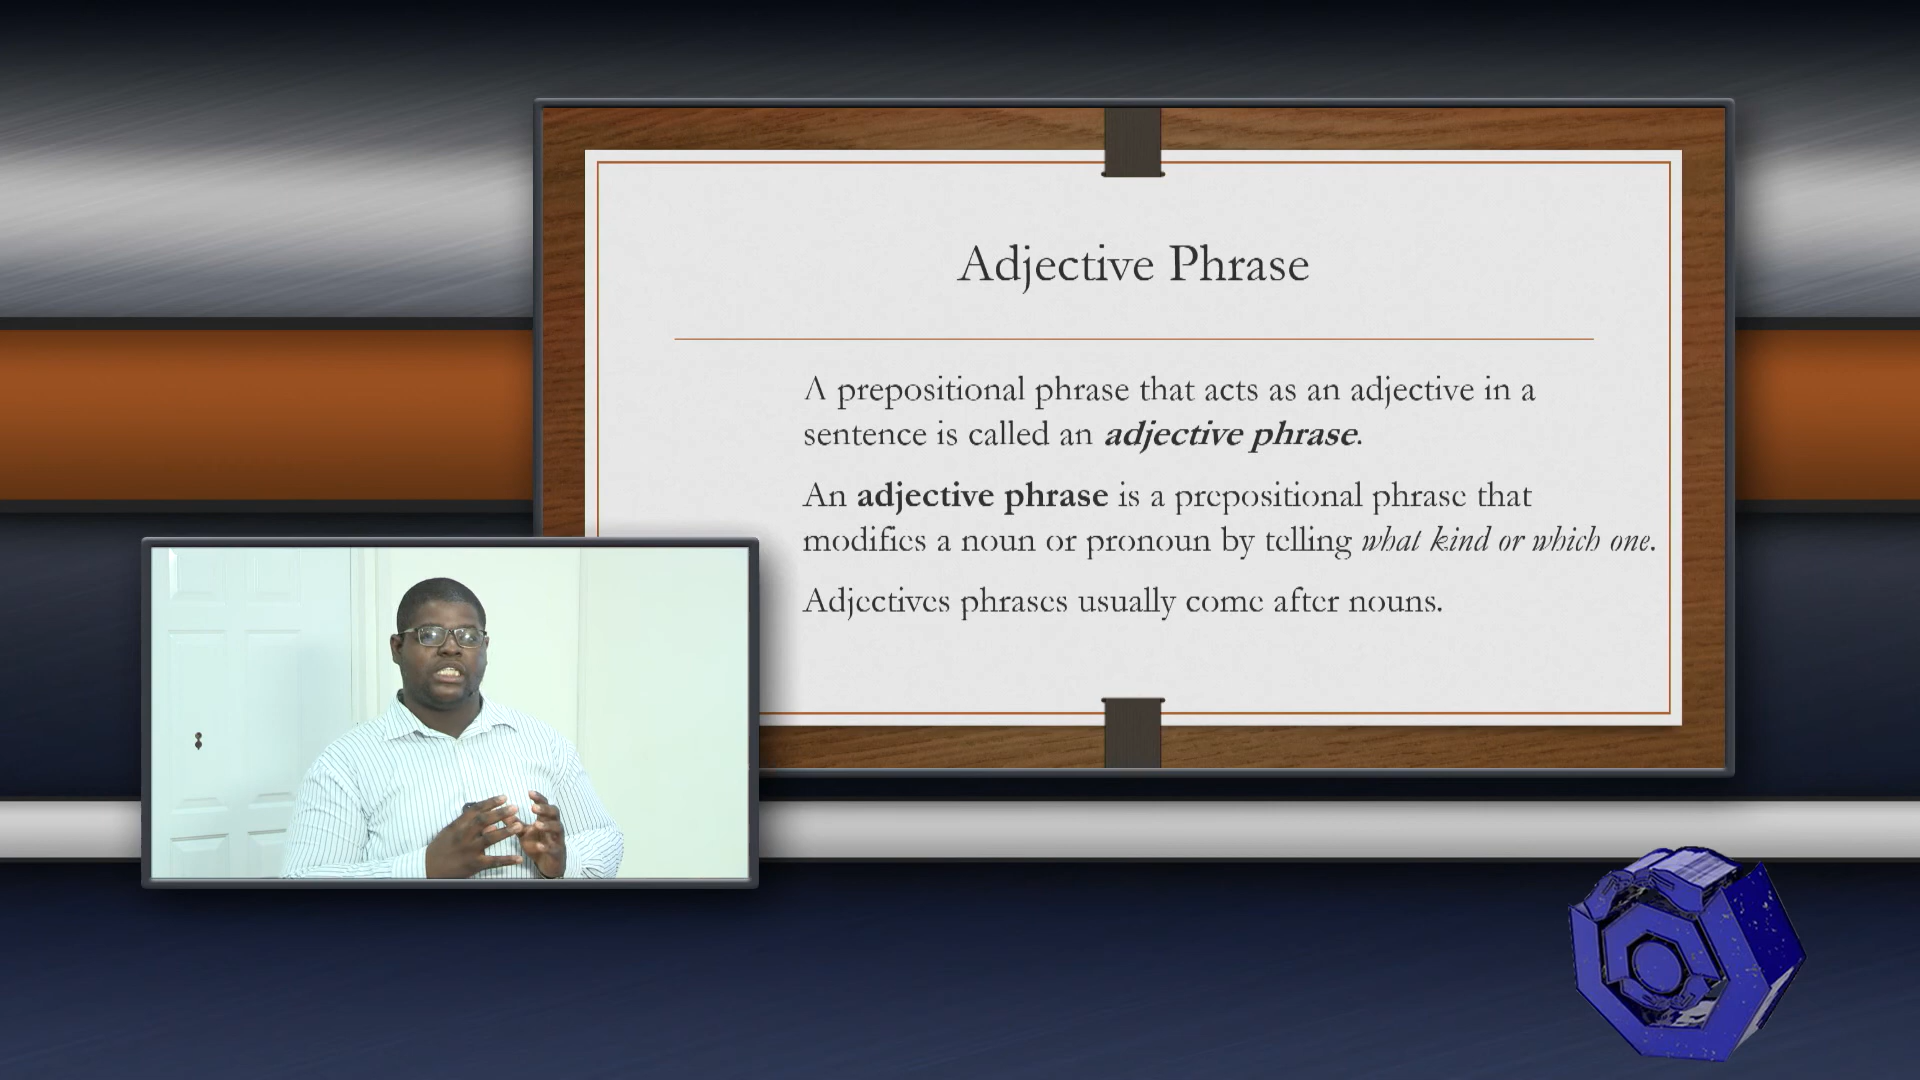 Adjective Phrase
A prepositional phrase that acts as an adjective in a
sentence is called an adjective phrase.
An adjective phrase is a prepositional phrase that
modifies a noun or pronoun by telling what kind or which one.
Adjectives phrases usually come after nouns.